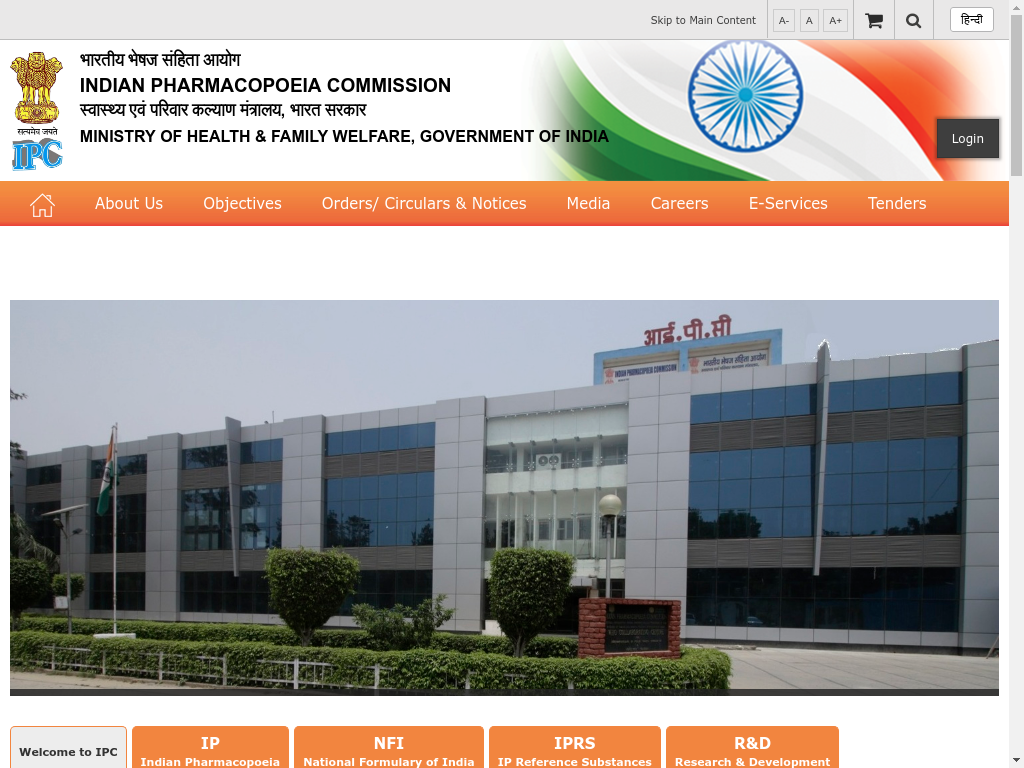 Skip to Main Content
A-
A
A+
हिन्दी
भारतीय भेषज संहिता आयोग
INDIAN PHARMACOPOEIA COMMISSION
स्वास्थ्य एवं परिवार कल्याण मंत्रालय, भारत सरकार
MINISTRY OF HEALTH & FAMILY WELFARE, GOVERNMENT OF INDIA
सत्यमेव जयते
IPC
Login
About Us
Objectives
Orders/ Circulars & Notices
Media
Careers
E-Services
Tenders
आई.पी.सी
INDIAN PHARMACOPOEIA COMMISSION
भारतीय भेषज संहिता आयोग
Welcome to IPC
IP
Indian Pharmacopoeia
NFI
National Formulary of India
IPRS
IP Reference Substances
R&D
Research & Development